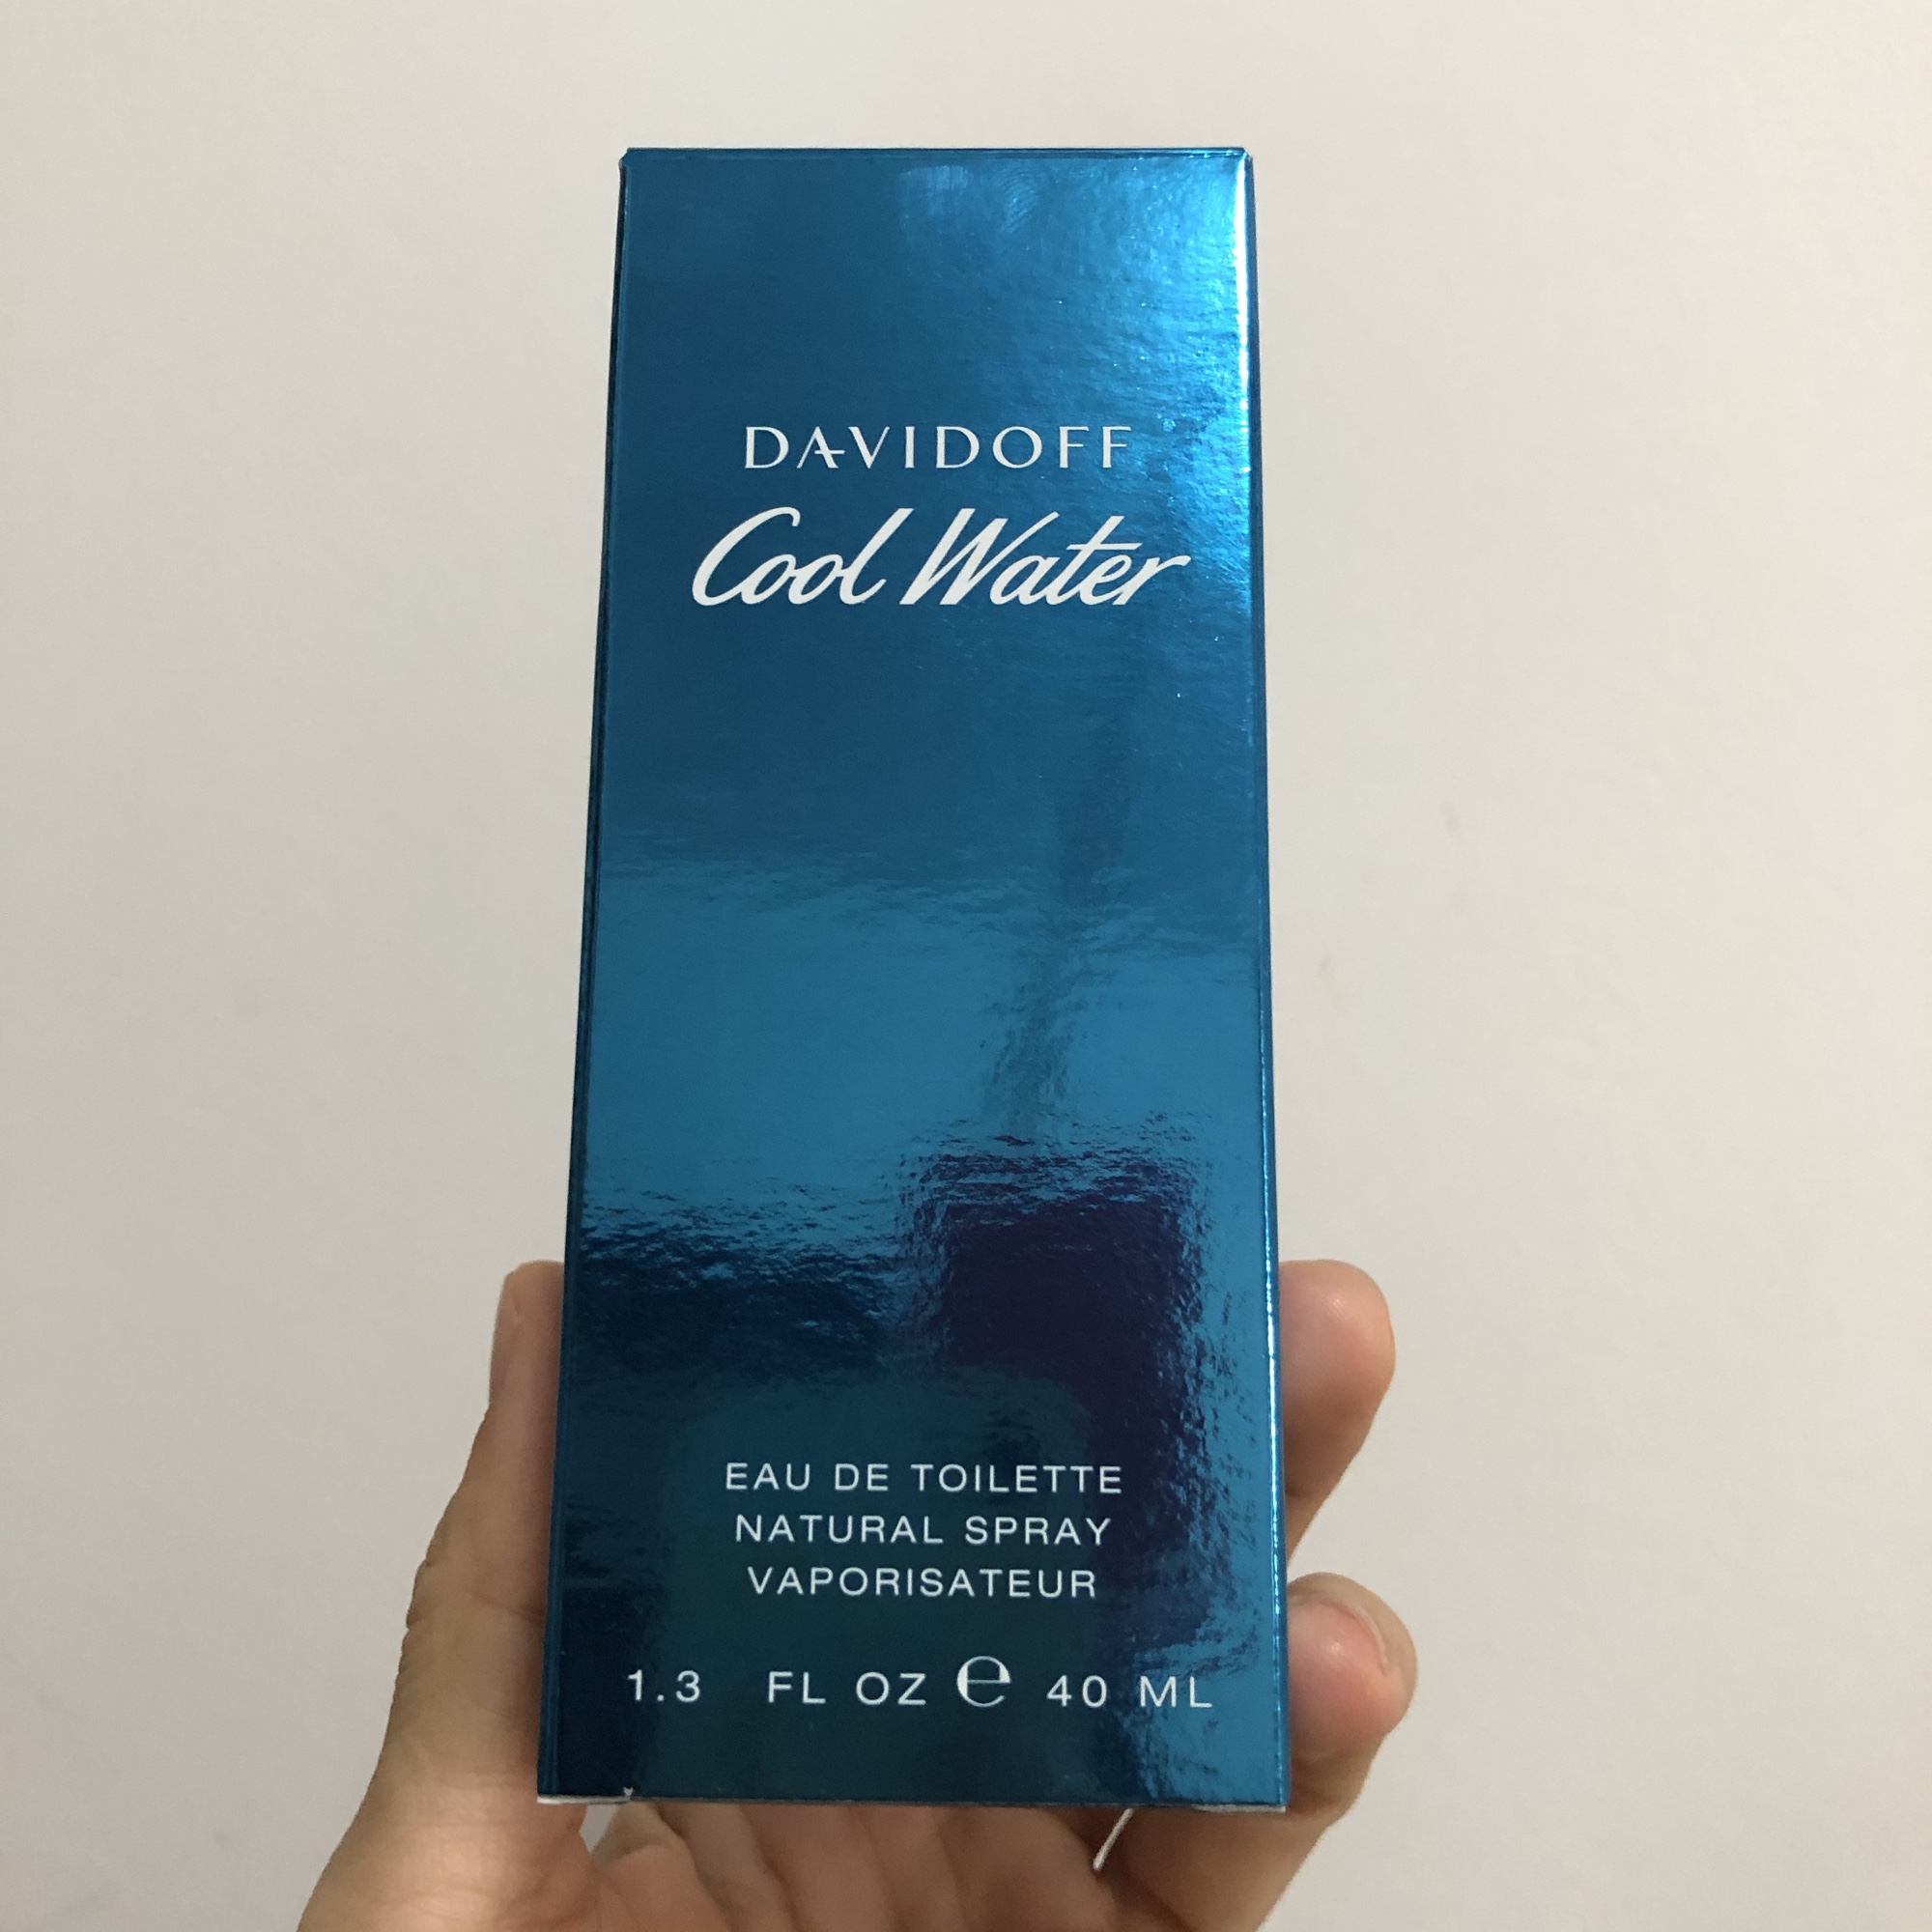 DAVIDOFF
Cool Water
EAU DE TOILETTE
NATURAL SPRAY
VAPORISATEUR
1.3 FL OZ e 40 ML